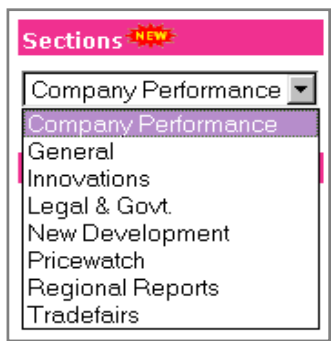 Sections NEW
Company Performance
Company Performance
General
Innovations
Legal & Govt.
New Development
Pricewatch
Regional Reports
Tradefairs